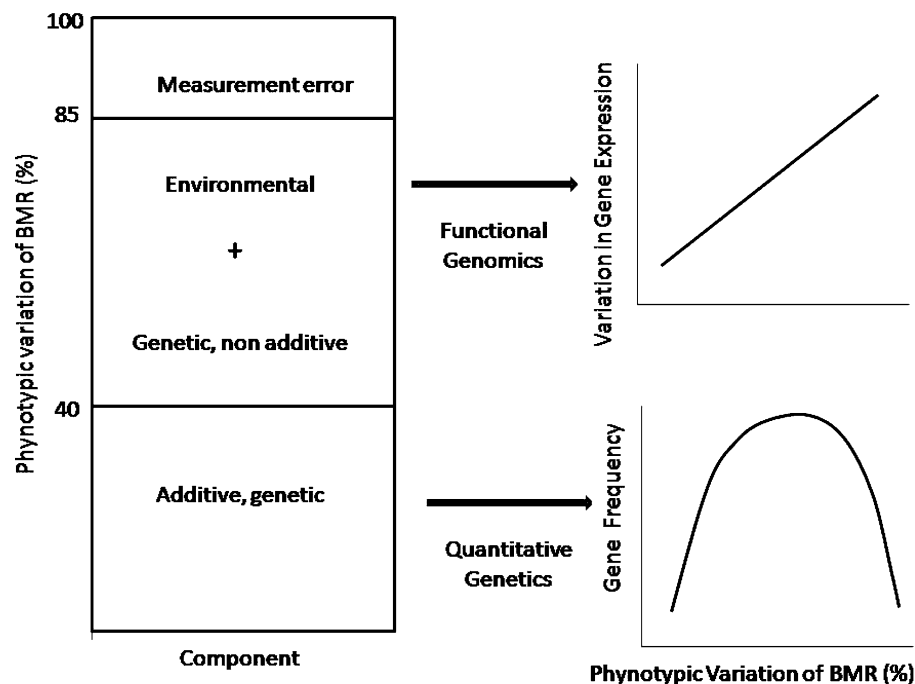 100
Measurement error
85
Environmental
+
Genetic, non additive
40
Additive, genetic
Phynotypic variation of BMR (%)
Component
Functional
Genomics
Quantitative
Genetics
Variation in Gene Expression
Gene Frequency
Phynotypic Variation of BMR (%)